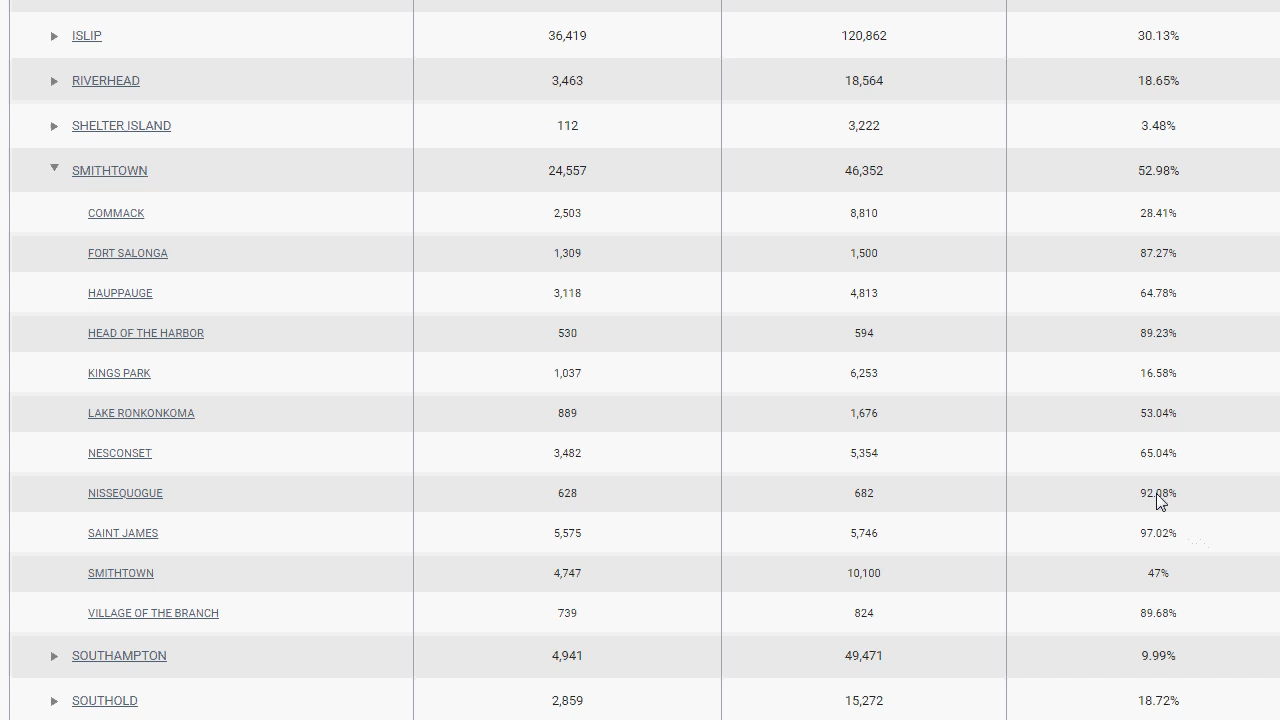 ISLIP 36,419 120,862 30.13%
RIVERHEAD 3,463 18,564 18.65%
SHELTER ISLAND 112 3,222 3.48%
SMITHTOWN 24,557 46,352 52.98%
COMMACK 2,503 8,810 28.41%
FORT SALONGA 1,309 1,500 87.27%
HAUPPAUGE 3,118 4,813 64.78%
HEAD OF THE HARBOR 530 594 89.23%
KINGS PARK 1,037 6,253 16.58%
LAKE RONKONKOMA 889 1,676 53.04%
NESCONSET 3,482 5,354 65.04%
NISSEQUOGUE 628 682 92.08%
SAINT JAMES 5,575 5,746 97.02%
SMITHTOWN 4,747 10,100 47%
VILLAGE OF THE BRANCH 739 824 89.68%
SOUTHAMPTON 4,941 49,471 9.99%
SOUTHOLD 2,859 15,272 18.72%